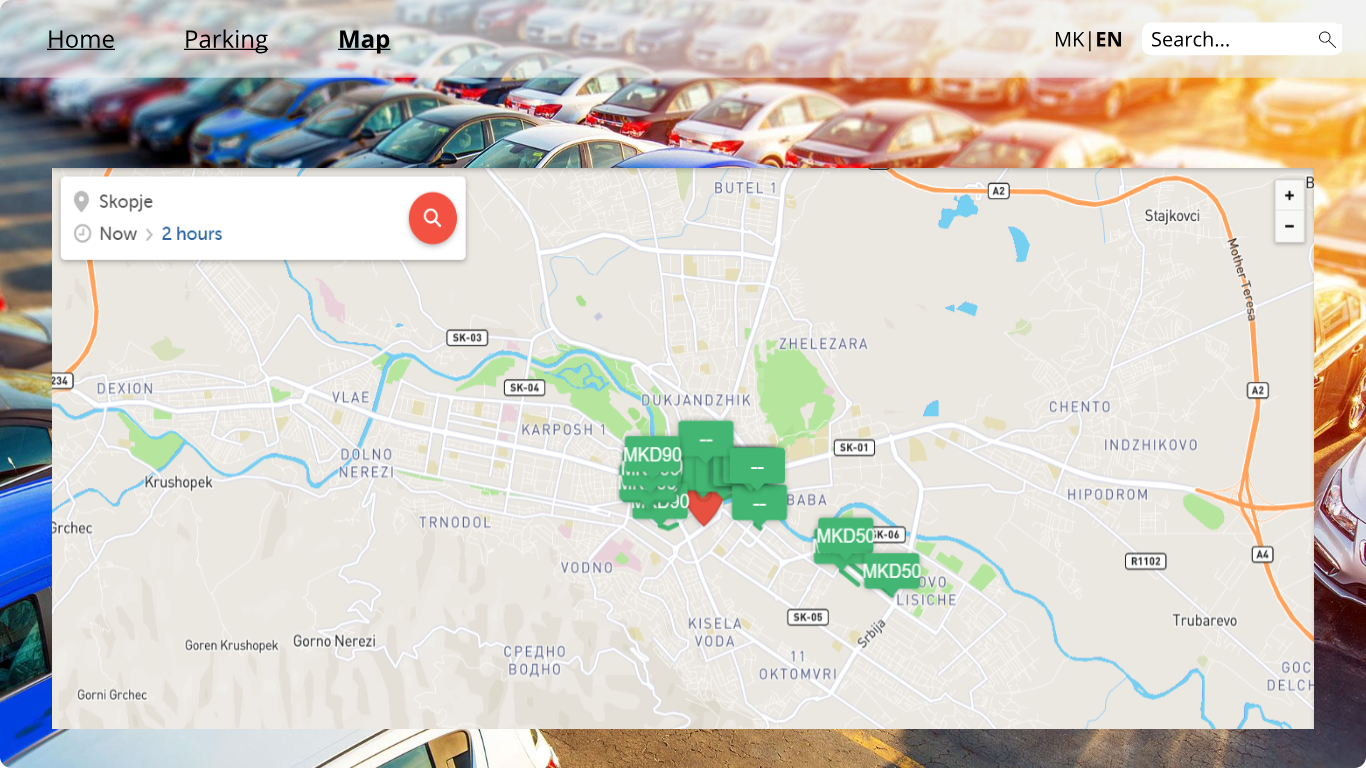 Home
Parking
Map
MK|EN
Search...
Skopje
Now > 2 hours
+
-
B
BUTEL 1
A2
Stajkovci
Mother Teresa
SK-03
ZHELEZARA
234
DEXION
VLAE
SK-04
DUKJANDZHIK
A2
CHENTO
KARPOSH 1
--
SK-01
INDZHIKOVO
MKD90
DOLNO
NEREZI
--
Krushopek
HIPODROM
MKD90
--
BABA
TRNODOL
Grchec
MKD50
SK-06
A4
R1102
VODNO
MKD50
OVO
LISICHE
SK-05
KISELA
VODA
Trubarevo
Srbija
Goren Krushopek
Gorno Nerezi
СРЕДНО
ВОДНО
11
OKTOMVRI
GOC
DELCH
Gorni Grchec